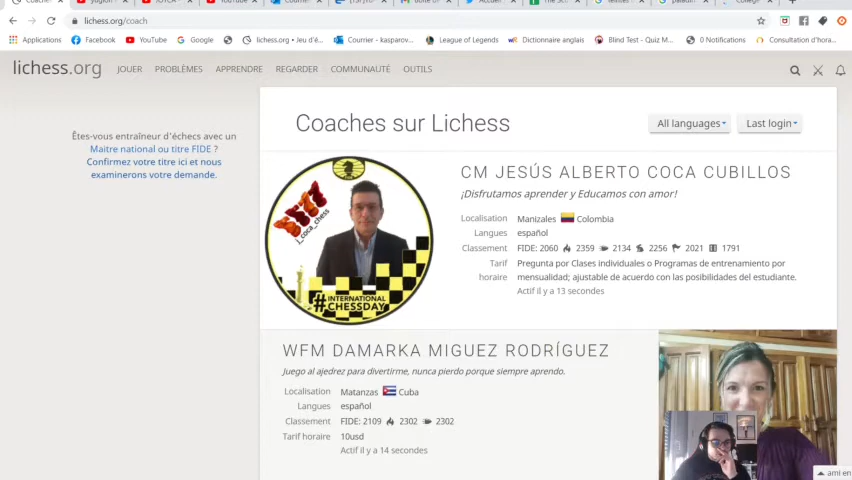 lichess.org/coach
Applications Facebook YouTube Google lichess.org • Jeu d'é... Courrier - kasparov... League of Legends Dictionnaire anglais Blind Test - Quiz M... 0 Notifications Consultation d'hora...
lichess.org JOUER PROBLÈMES APPRENDRE REGARDER COMMUNAUTÉ OUTILS
Êtes-vous entraîneur d'échecs avec un
Maitre national ou titre FIDE ?
Confirmez votre titre ici et nous
examinerons votre demande.
Coaches sur Lichess
All languages
Last login
j_coca_chess
#INTERNATIONAL
CHESSDAY
CM JESÚS ALBERTO COCA CUBILLOS
¡Disfrutamos aprender y Educamos con amor!
Localisation Manizales Colombia
Langues español
Classement FIDE: 2060 2359 2134 2256 2021 1791
Tarif horaire Pregunta por Clases individuales o Programas de entrenamiento por
mensualidad; ajustable de acuerdo con las posibilidades del estudiante.
Actif il y a 13 secondes
WFM DAMARKA MIGUEZ RODRÍGUEZ
Juego al ajedrez para divertirme, nunca pierdo porque siempre aprendo.
Localisation Matanzas Cuba
Langues español
Classement FIDE: 2109 2302 2302
Tarif horaire 10usd
Actif il y a 14 secondes
ami en